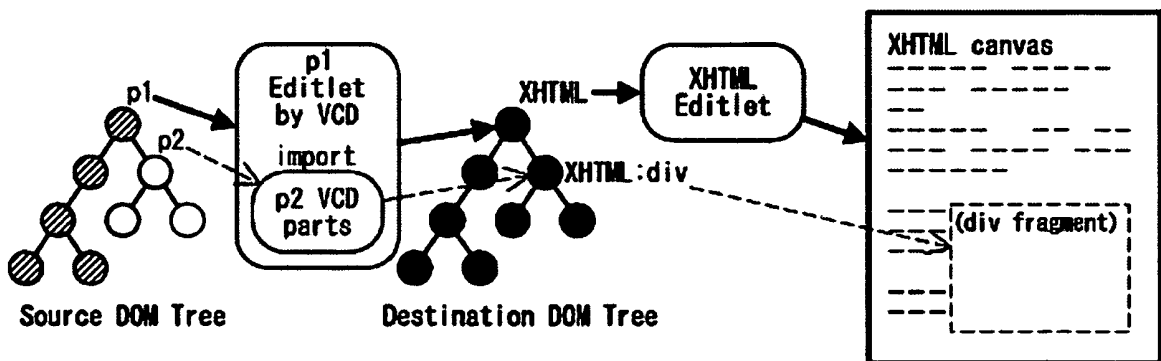 p1
p2
p1
Editlet
by VCD
import
p2 VCD
parts
XHTML
XHTML:div
XHTML
Editlet
XHTML canvas
(div fragment)
Source DOM Tree
Destination DOM Tree